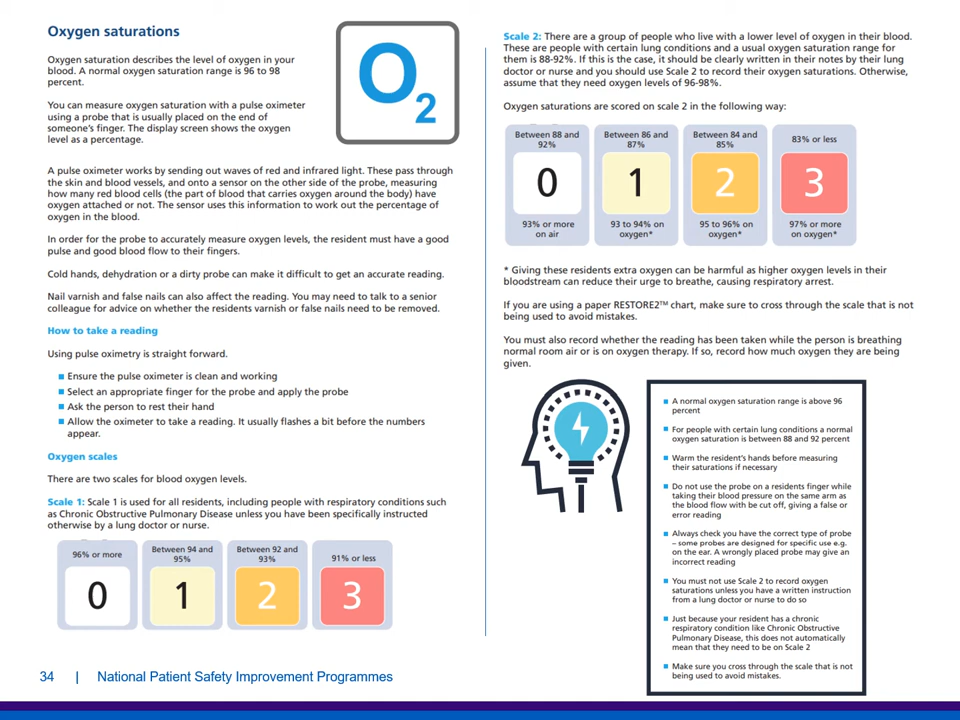 Oxygen saturations
Oxygen saturation describes the level of oxygen in your
blood. A normal oxygen saturation range is 96 to 98
percent.
You can measure oxygen saturation with a pulse oximeter
using a probe that is usually placed on the end of
someone's finger. The display screen shows the oxygen
level as a percentage.
O2
A pulse oximeter works by sending out waves of red and infrared light. These pass through
the skin and blood vessels, and onto a sensor on the other side of the probe, measuring
how many red blood cells (the part of blood that carries oxygen around the body) have
oxygen attached or not. The sensor uses this information to work out the percentage of
oxygen in the blood.
In order for the probe to accurately measure oxygen levels, the resident must have a good
pulse and good blood flow to their fingers.
Cold hands, dehydration or a dirty probe can make it difficult to get an accurate reading.
Nail varnish and false nails can also affect the reading. You may need to talk to a senior
colleague for advice on whether the residents varnish or false nails need to be removed.
How to take a reading
Using pulse oximetry is straight forward.
Ensure the pulse oximeter is clean and working
Select an appropriate finger for the probe and apply the probe
Ask the person to rest their hand
Allow the oximeter to take a reading. It usually flashes a bit before the numbers
appear.
Oxygen scales
There are two scales for blood oxygen levels.
Scale 1: Scale 1 is used for all residents, including people with respiratory conditions such
as Chronic Obstructive Pulmonary Disease unless you have been specifically instructed
otherwise by a lung doctor or nurse.
96% or more
0
Between 94 and
95%
1
Between 92 and
93%
2
91% or less
3
Scale 2: There are a group of people who live with a lower level of oxygen in their blood.
These are people with certain lung conditions and a usual oxygen saturation range for
them is 88-92%. If this is the case, it should be clearly written in their notes by their lung
doctor or nurse and you should use Scale 2 to record their oxygen saturations. Otherwise,
assume that they need oxygen levels of 96-98%.
Oxygen saturations are scored on scale 2 in the following way:
Between 88 and
92%
0
93% or more
on air
Between 86 and
87%
1
93 to 94% on
oxygen*
Between 84 and
85%
2
95 to 96% on
oxygen*
83% or less
3
97% or more
on oxygen*
* Giving these residents extra oxygen can be harmful as higher oxygen levels in their
bloodstream can reduce their urge to breathe, causing respiratory arrest.
If you are using a paper RESTORE2™ chart, make sure to cross through the scale that is not
being used to avoid mistakes.
You must also record whether the reading has been taken while the person is breathing
normal room air or is on oxygen therapy. If so, record how much oxygen they are being
given.
A normal oxygen saturation range is above 96
percent
For people with certain lung conditions a normal
oxygen saturation is between 88 and 92 percent
Warm the resident's hands before measuring
their saturations if necessary
Do not use the probe on a residents finger while
taking their blood pressure on the same arm as
the blood flow with be cut off, giving a false or
error reading
Always check you have the correct type of probe
– some probes are designed for specific use e.g.
on the ear. A wrongly placed probe may give an
incorrect reading
You must not use Scale 2 to record oxygen
saturations unless you have a written instruction
from a lung doctor or nurse to do so
Just because your resident has a chronic
respiratory condition like Chronic Obstructive
Pulmonary Disease, this does not automatically
mean that they need to be on Scale 2
Make sure you cross through the scale that is not
being used to avoid mistakes.
34 | National Patient Safety Improvement Programmes